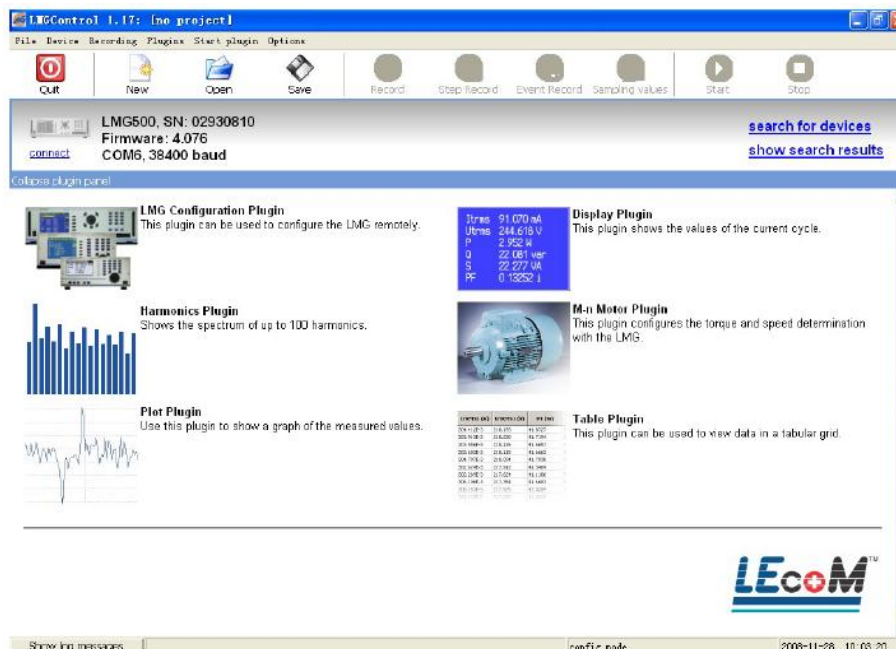 LMGControl 1.17: [no project]
File Device Recording Plugins Start plugin Options
Quit New Open Save Record Step Record Event Record Sampling values Start Stop
LMG500, SN: 02930810
Firmware: 4.076
COM6, 38400 baud
connect
search for devices
show search results
Collapse plugin panel
LMG Configuration Plugin
This plugin can be used to configure the LMG remotely.
Itrms 91.070 mA
Utrms 244.618 V
P 2.952 W
Q 22.081 var
S 22.277 VA
PF 0.13252 i
Display Plugin
This plugin shows the values of the current cycle.
Harmonics Plugin
Shows the spectrum of up to 100 harmonics.
M-n Motor Plugin
This plugin configures the torque and speed determination
with the LMG.
Plot Plugin
Use this plugin to show a graph of the measured values.
Table Plugin
This plugin can be used to view data in a tabular grid.
LEcoM™
Show log messages config mode 2008-11-28 10:03:20